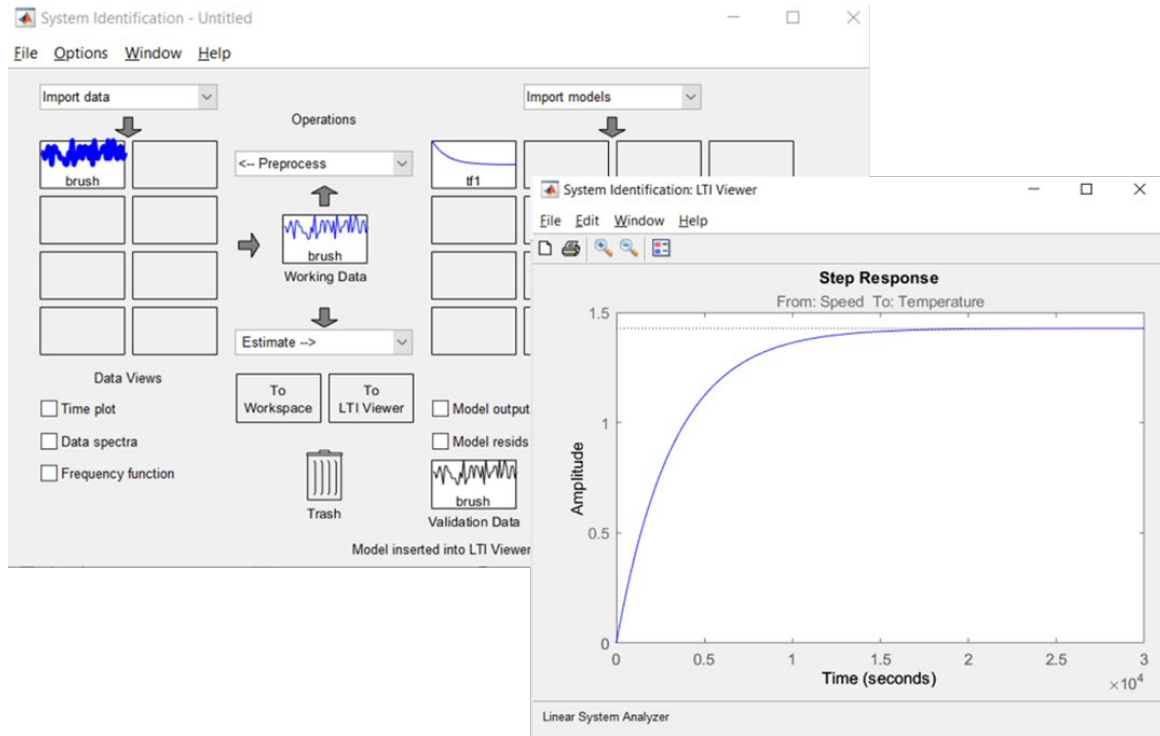 System Identification - Untitled
File Options Window Help
Import data
Import models
Operations
<-- Preprocess
brush
tf1
brush
Working Data
Estimate -->
Data Views
To Workspace
To LTI Viewer
Time plot
Data spectra
Frequency function
Trash
Model output
Model resids
brush
Validation Data
Model inserted into LTI Viewer
System Identification: LTI Viewer
File Edit Window Help
Step Response
From: Speed To: Temperature
1.5
1
0.5
0
Amplitude
0 0.5 1 1.5 2 2.5 3
×10^4
Time (seconds)
Linear System Analyzer